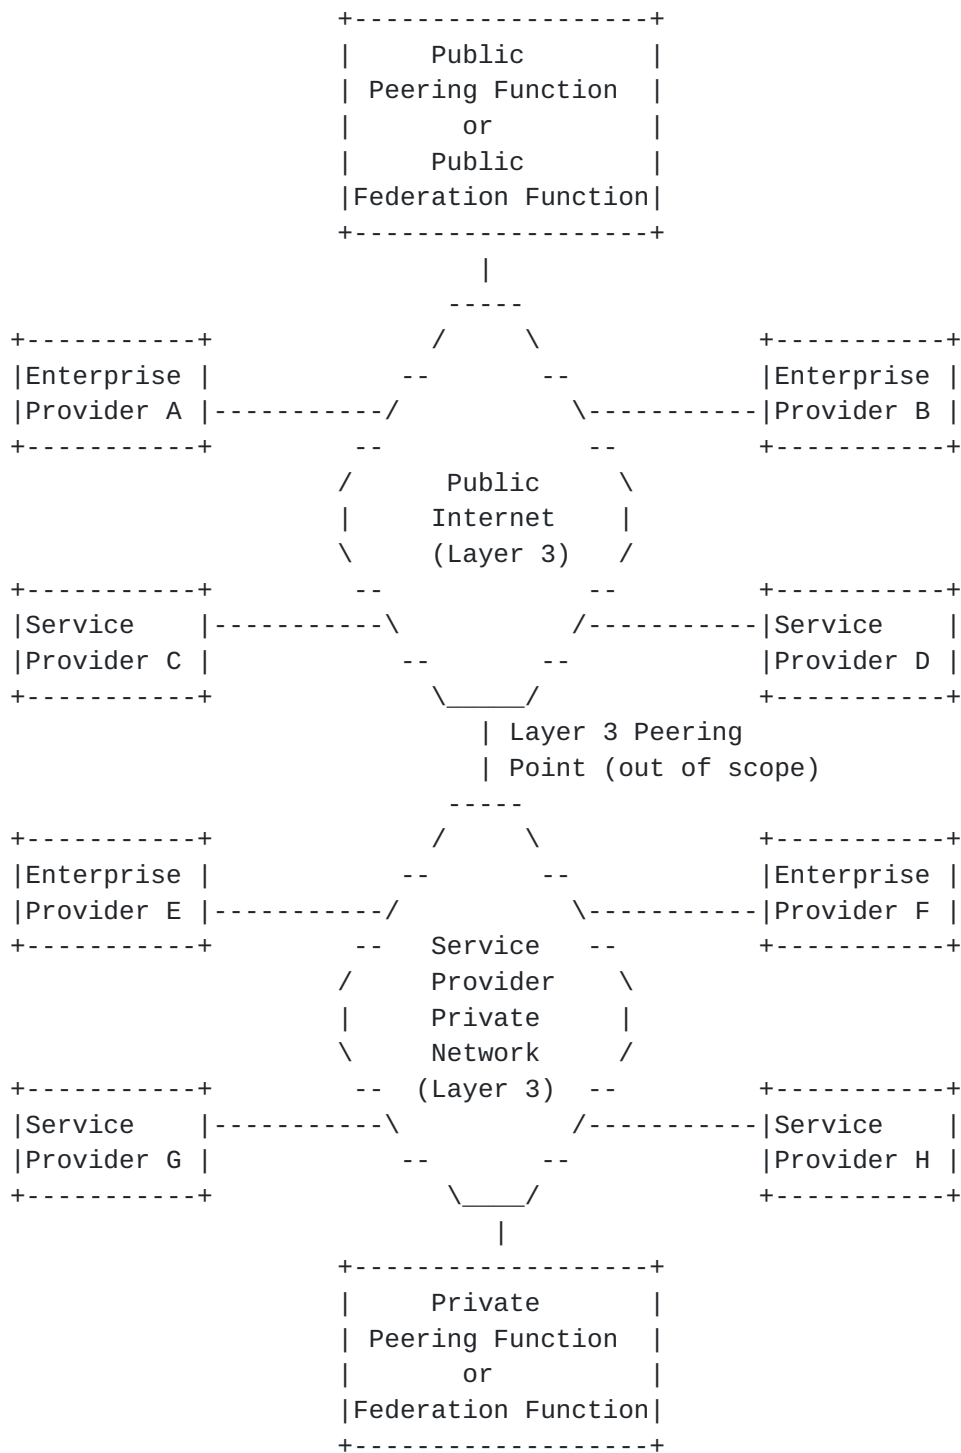 Public
Peering Function
or
Public
Federation Function
Enterprise Enterprise
Provider A Provider B
Public
Internet
(Layer 3)
Service Service
Provider C Provider D
Layer 3 Peering
Point (out of scope)
Enterprise Enterprise
Provider E Provider F
Service
Provider
Private
Network
(Layer 3)
Service Service
Provider G Provider H
Private
Peering Function
or
Federation Function